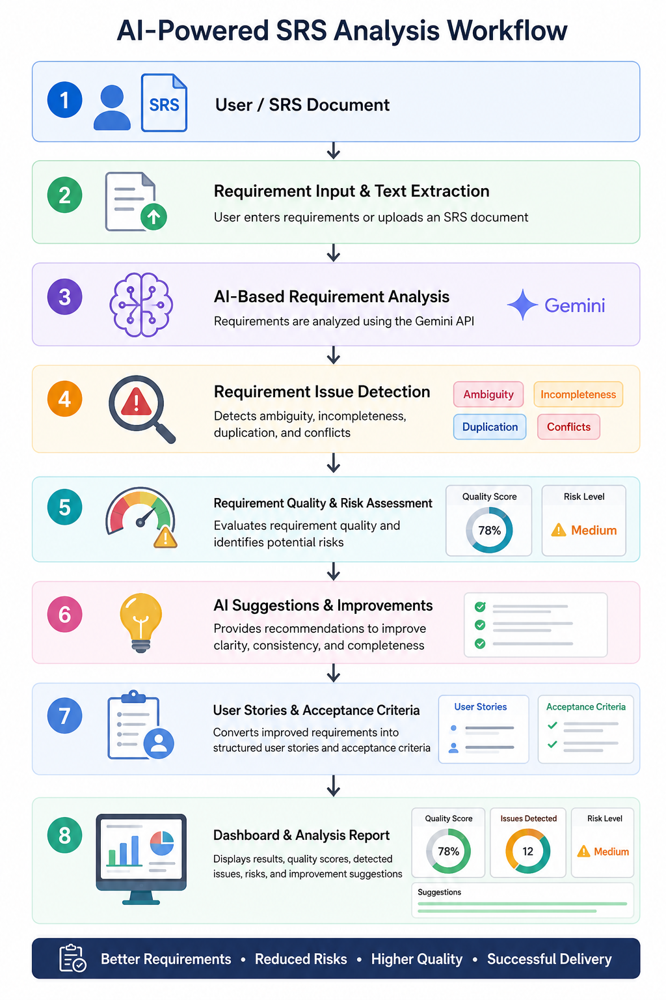 AI-Powered SRS Analysis Workflow
1
SRS
User / SRS Document
2
Requirement Input & Text Extraction
User enters requirements or uploads an SRS document
3
AI-Based Requirement Analysis
Requirements are analyzed using the Gemini API
Gemini
4
Requirement Issue Detection
Detects ambiguity, incompleteness,
duplication, and conflicts
Ambiguity
Incompleteness
Duplication
Conflicts
5
Requirement Quality & Risk Assessment
Evaluates requirement quality and
identifies potential risks
Quality Score
78%
Risk Level
Medium
6
AI Suggestions & Improvements
Provides recommendations to improve
clarity, consistency, and completeness
7
User Stories & Acceptance Criteria
Converts improved requirements into
structured user stories and acceptance criteria
User Stories
Acceptance Criteria
8
Dashboard & Analysis Report
Displays results, quality scores, detected
issues, risks, and improvement suggestions
Quality Score
78%
Issues Detected
12
Risk Level
Medium
Suggestions
Better Requirements • Reduced Risks • Higher Quality • Successful Delivery